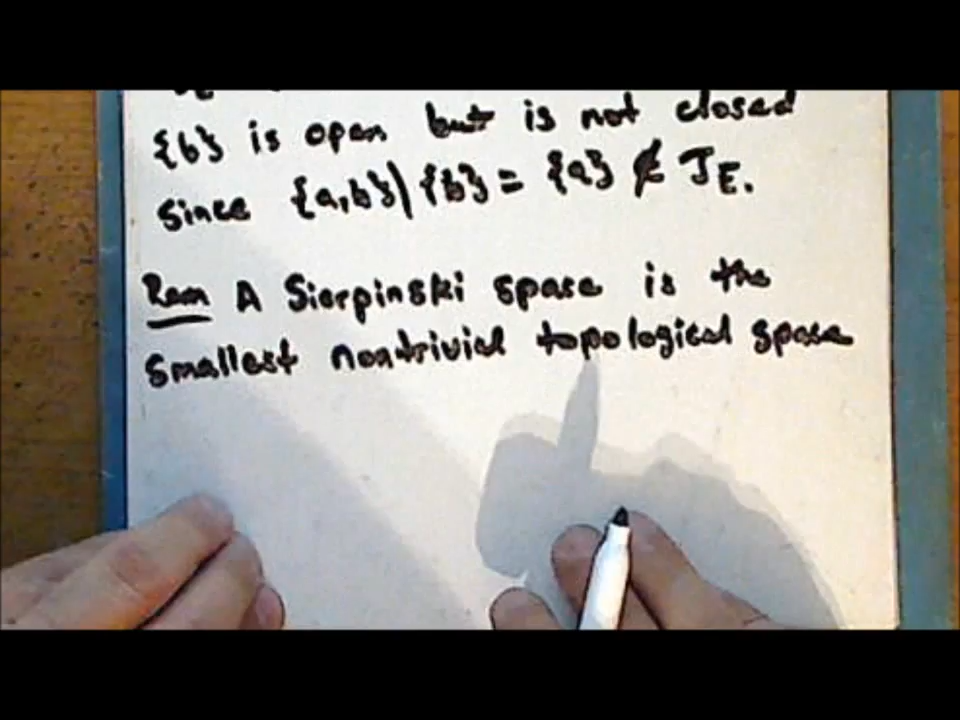 {b} is open but is not closed
since {a,b}\{b} = {a} ∉ J_E.
Rem A Sierpinski space is the
smallest nontrivial topological space